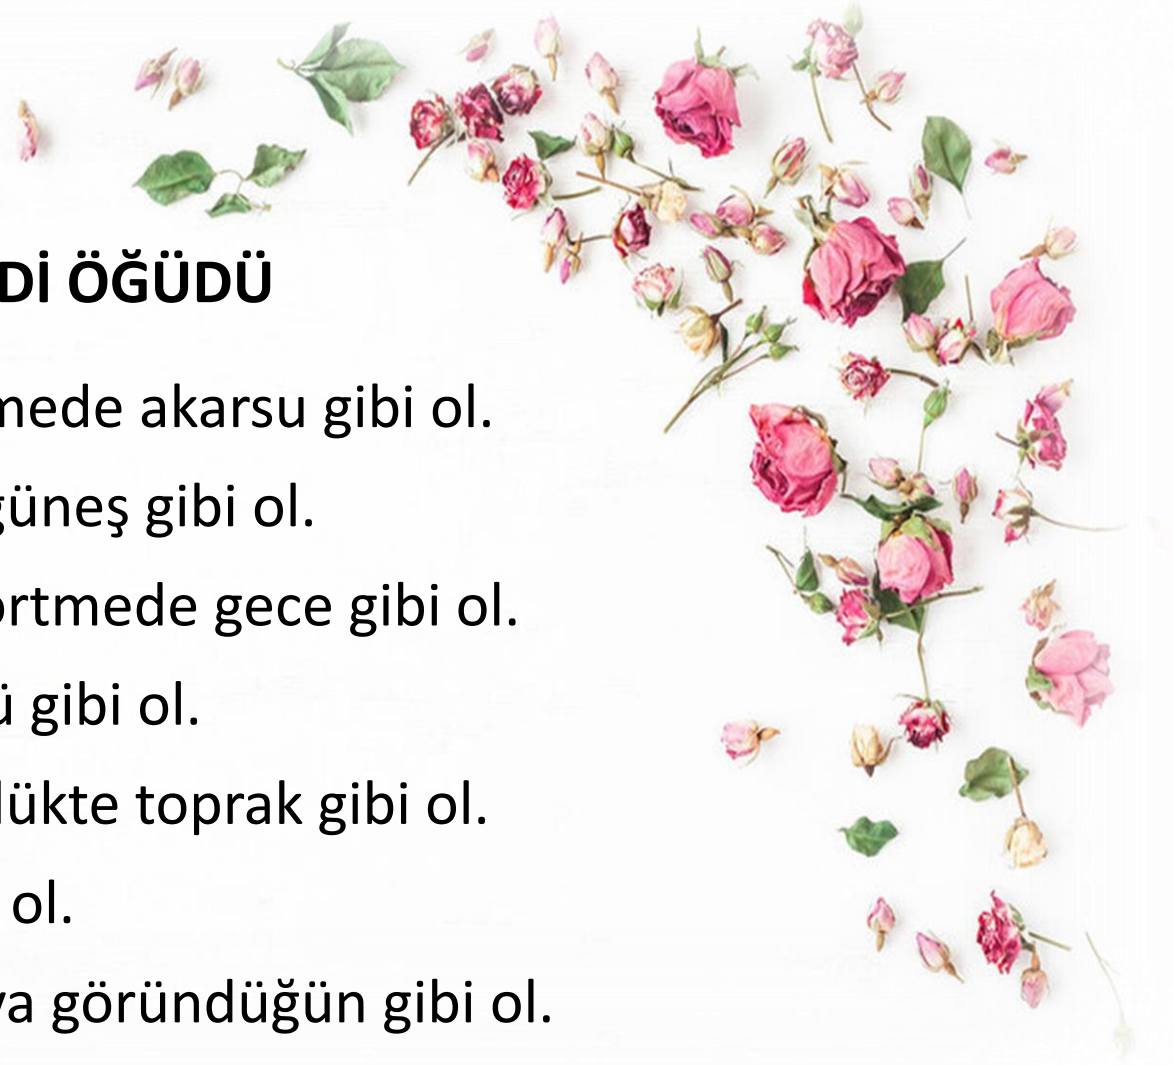 Dİ ÖĞÜDÜ
mede akarsu gibi ol.
güneş gibi ol.
örtmede gece gibi ol.
ü gibi ol.
lükte toprak gibi ol.
ol.
ya göründüğün gibi ol.